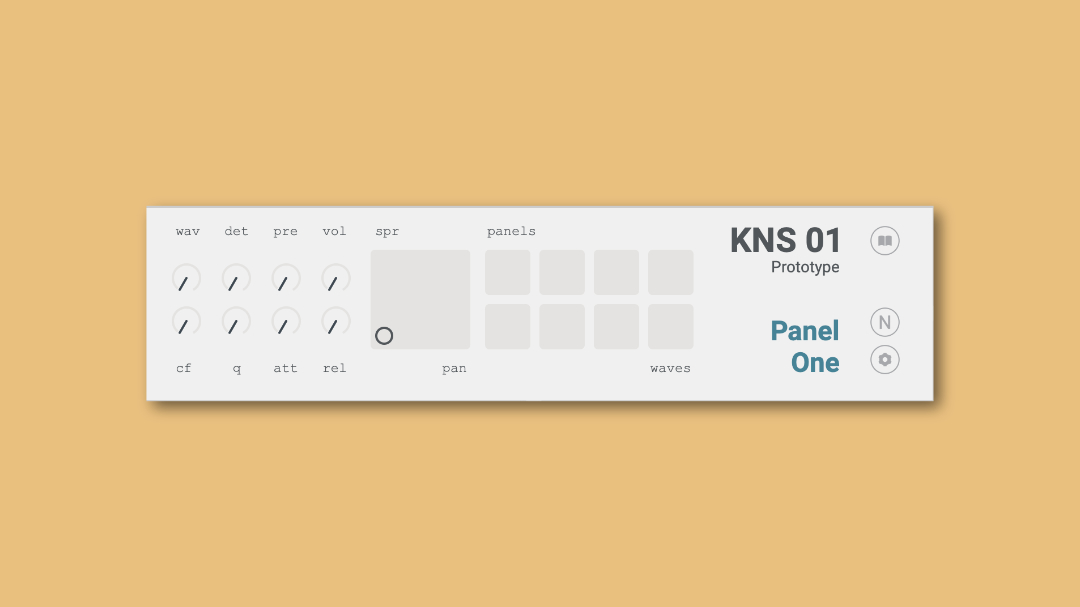 wav det pre vol spr panels
KNS 01
Prototype
Panel
One
N
cf q att rel pan waves